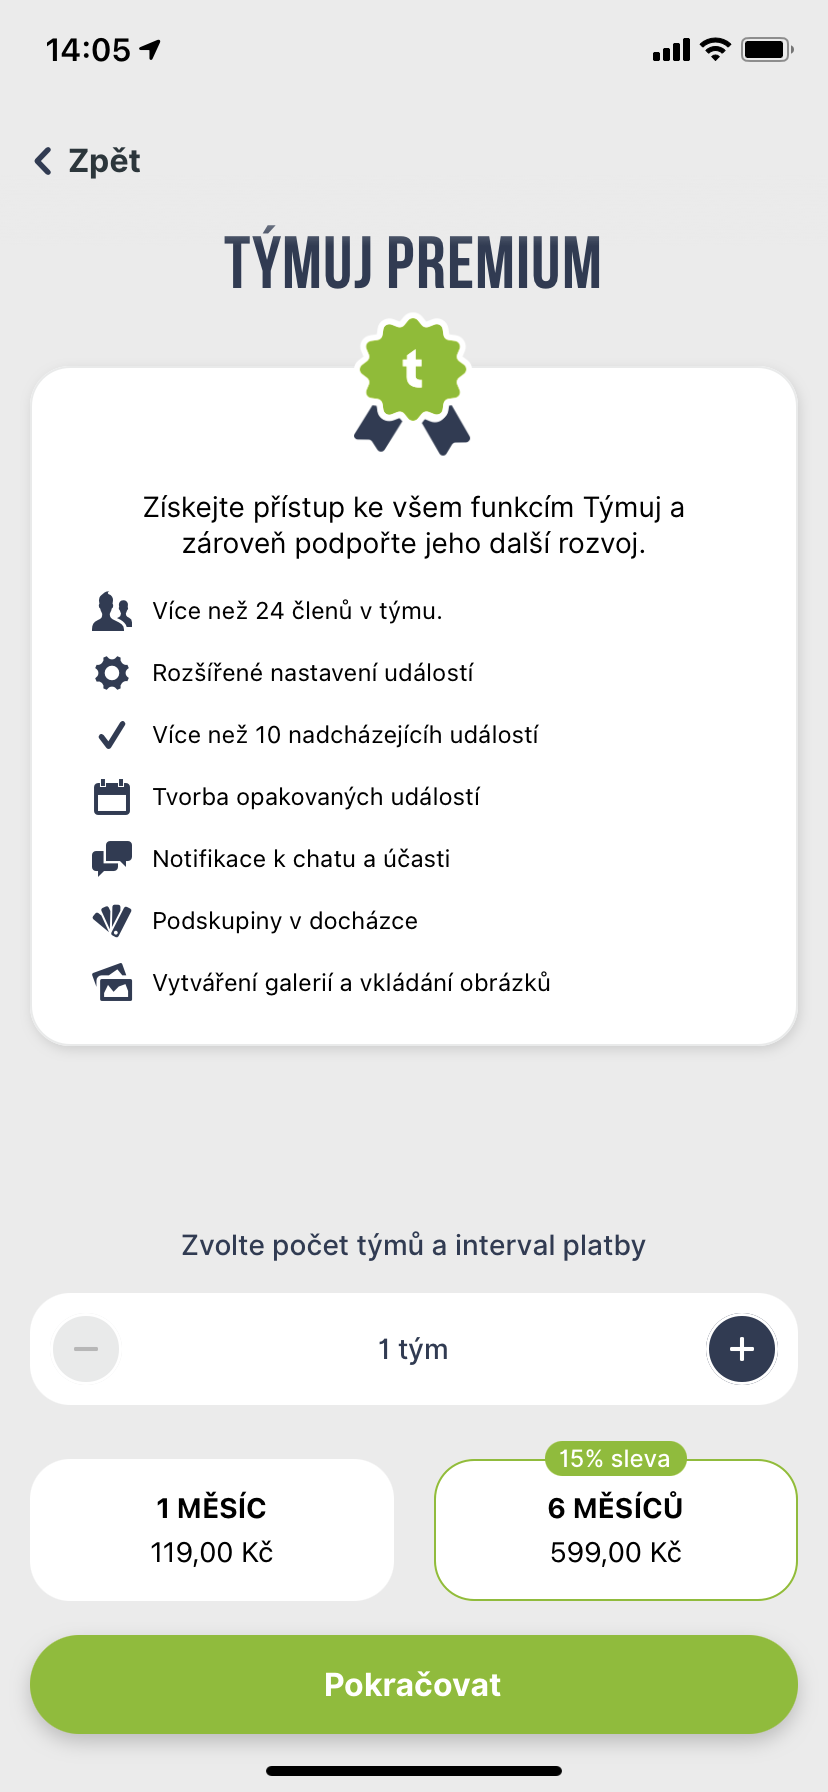 14:05
Zpět
TÝMUJ PREMIUM
t
Získejte přístup ke všem funkcím Týmuj a
zároveň podpořte jeho další rozvoj.
Více než 24 členů v týmu.
Rozšířené nastavení událostí
Více než 10 nadcházejícíh událostí
Tvorba opakovaných událostí
Notifikace k chatu a účasti
Podskupiny v docházce
Vytváření galerií a vkládání obrázků
Zvolte počet týmů a interval platby
1 tým
1 MĚSÍC
119,00 Kč
15% sleva
6 MĚSÍCŮ
599,00 Kč
Pokračovat